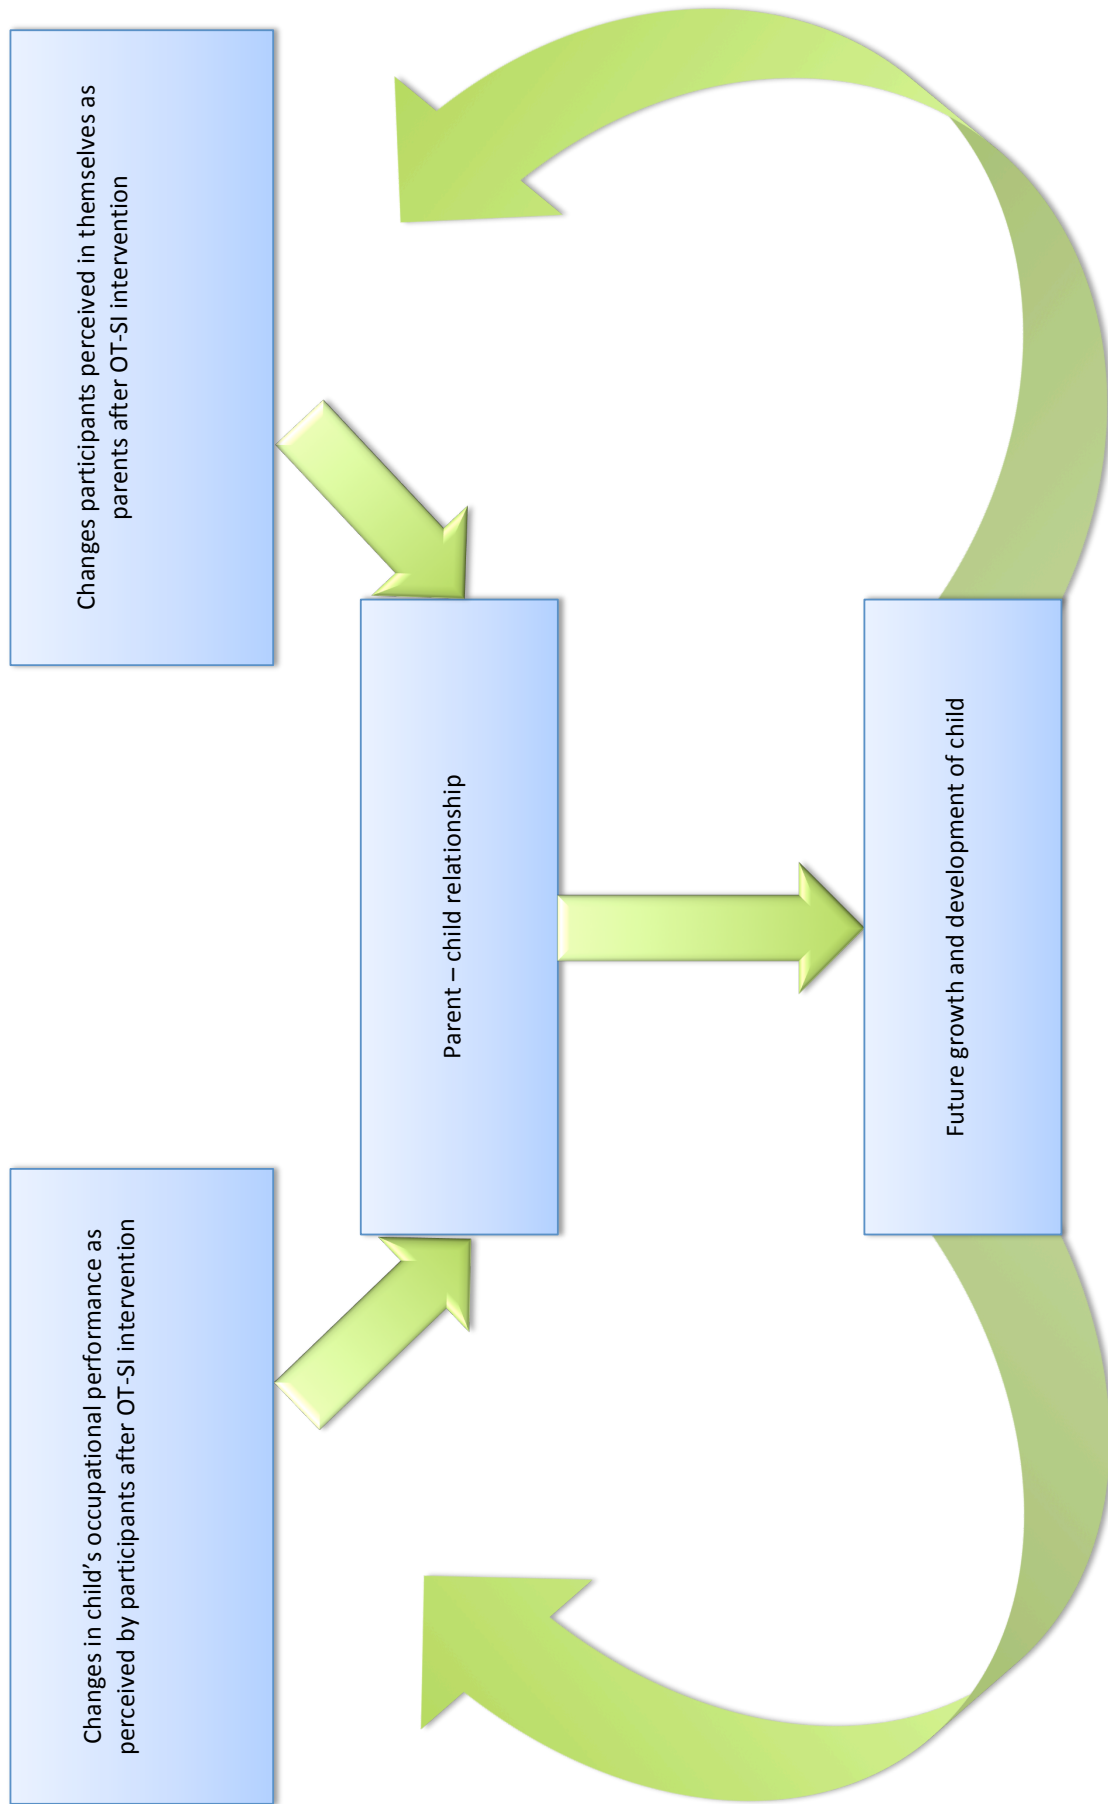 Changes in child’s occupational performance as
perceived by participants after OT-SI intervention
Changes participants perceived in themselves as
parents after OT-SI intervention
Parent – child relationship
Future growth and development of child